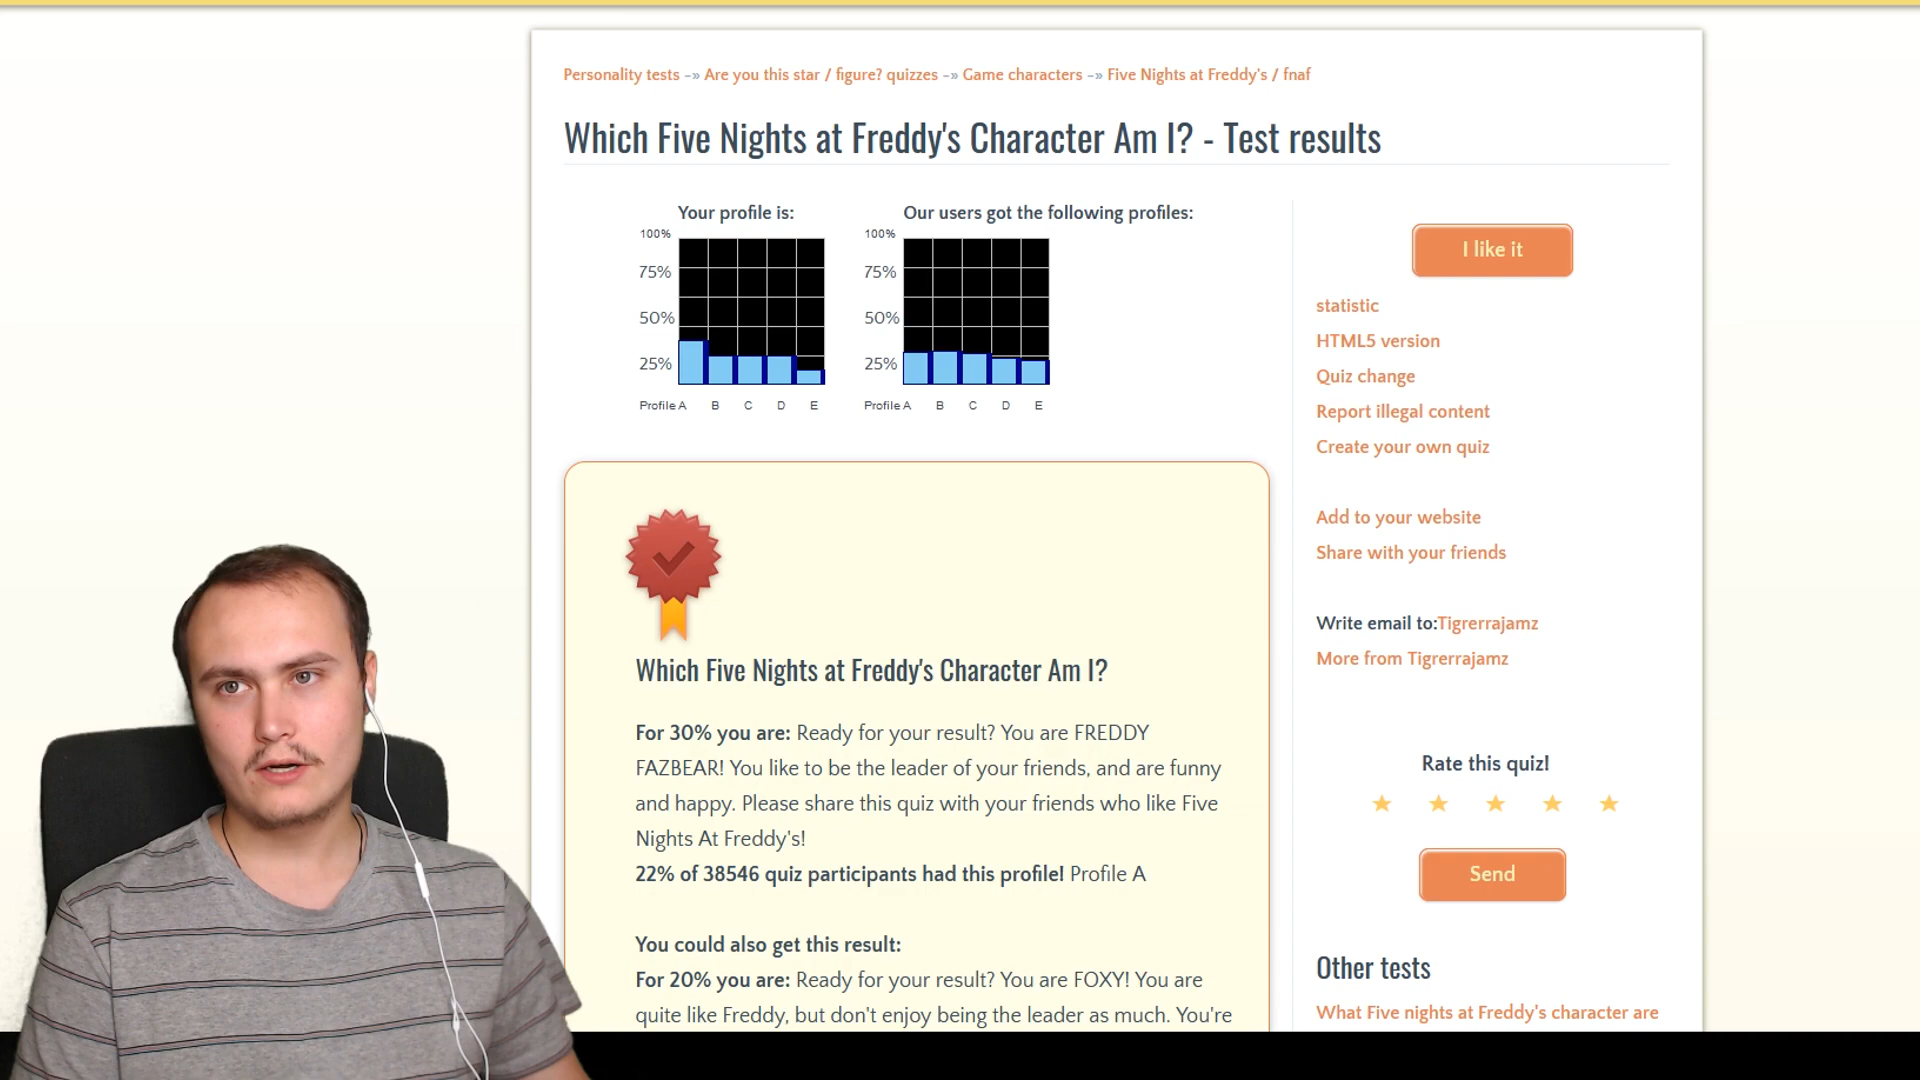 Personality tests -» Are you this star / figure? quizzes -» Game characters -» Five Nights at Freddy's / fnaf
Which Five Nights at Freddy's Character Am I? - Test results
Your profile is:
100%
75%
50%
25%
Profile A B C D E
Our users got the following profiles:
100%
75%
50%
25%
Profile A B C D E
Which Five Nights at Freddy's Character Am I?
For 30% you are: Ready for your result? You are FREDDY
FAZBEAR! You like to be the leader of your friends, and are funny
and happy. Please share this quiz with your friends who like Five
Nights At Freddy's!
22% of 38546 quiz participants had this profile! Profile A
You could also get this result:
For 20% you are: Ready for your result? You are FOXY! You are
quite like Freddy, but don't enjoy being the leader as much. You're
I like it
statistic
HTML5 version
Quiz change
Report illegal content
Create your own quiz
Add to your website
Share with your friends
Write email to:Tigrerrajamz
More from Tigrerrajamz
Rate this quiz!
Send
Other tests
What Five nights at Freddy's character are